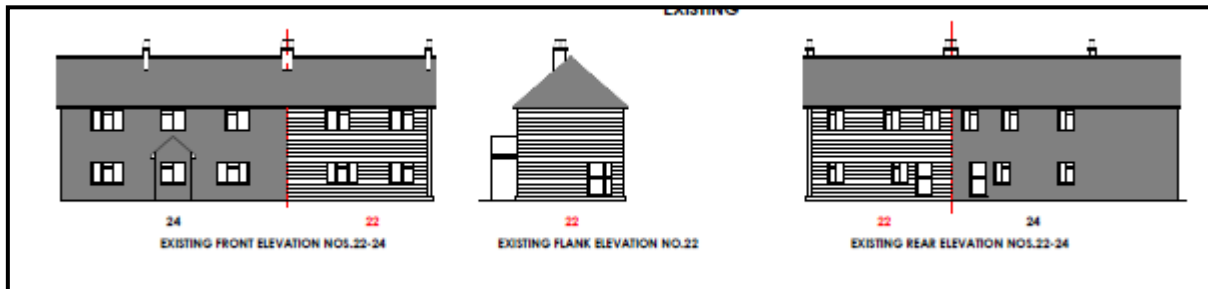 EXISTING
24 22
EXISTING FRONT ELEVATION NOS.22-24
22
EXISTING FLANK ELEVATION NO.22
22 24
EXISTING REAR ELEVATION NOS.22-24